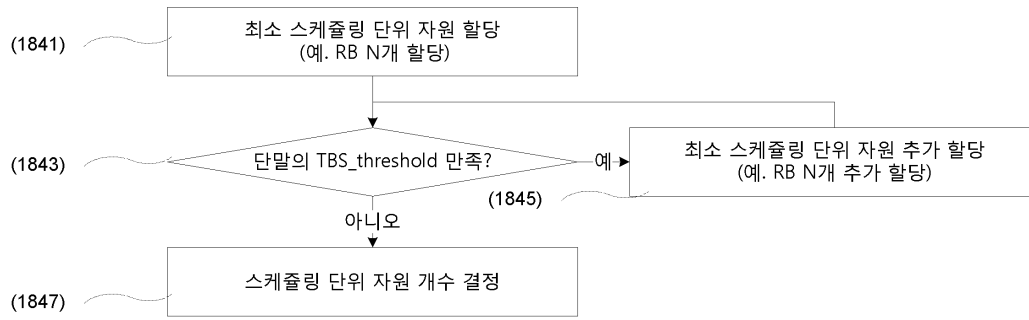 최소 스케쥴링 단위 자원 할당
(예. RB N개 할당)
(1841)
단말의 TBS_threshold 만족?
(1843)
예
최소 스케쥴링 단위 자원 추가 할당
(예. RB N개 추가 할당)
(1845)
아니오
스케쥴링 단위 자원 개수 결정
(1847)